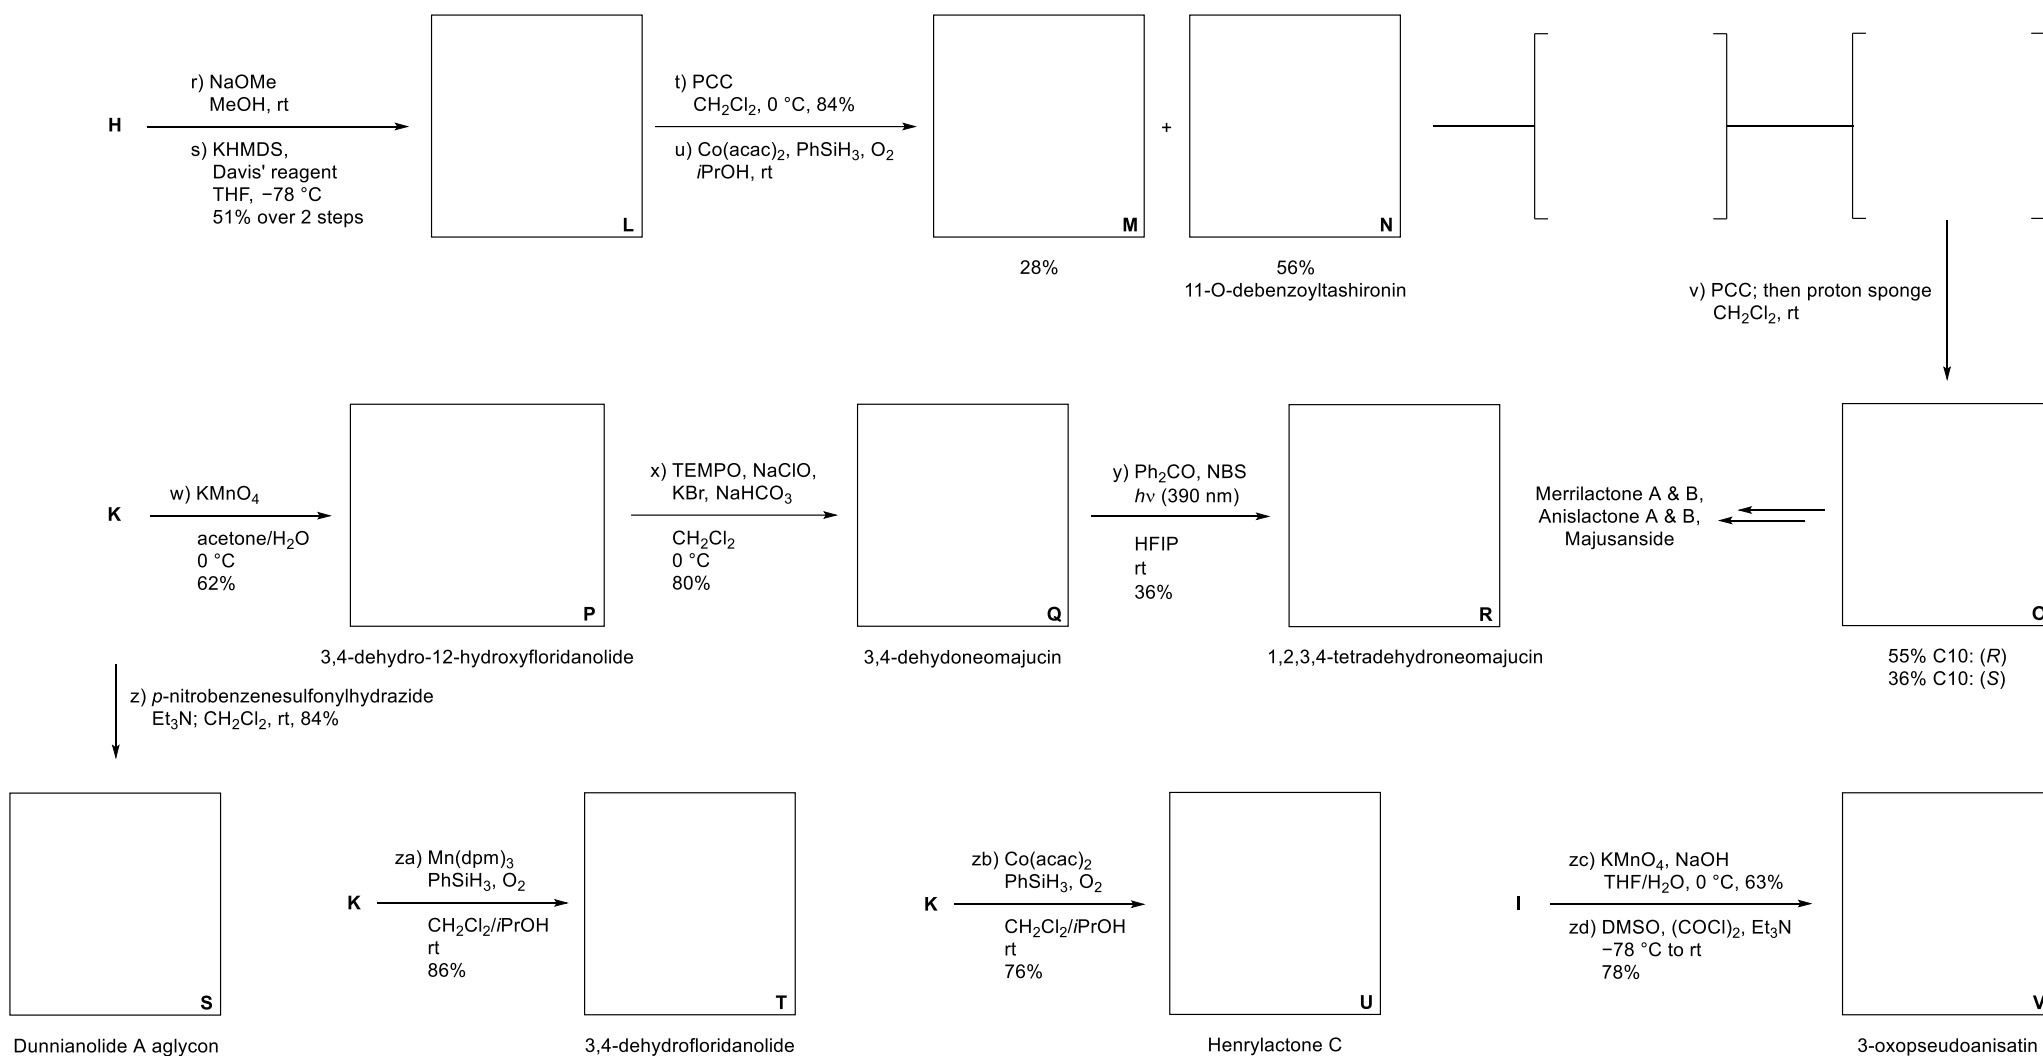 H
r) NaOMe
MeOH, rt
s) KHMDS,
Davis' reagent
THF, −78 °C
51% over 2 steps
L
t) PCC
CH2Cl2, 0 °C, 84%
u) Co(acac)2, PhSiH3, O2
iPrOH, rt
M
28%
+
N
56%
11-O-debenzoyltashironin
v) PCC; then proton sponge
CH2Cl2, rt
K
w) KMnO4
acetone/H2O
0 °C
62%
P
3,4-dehydro-12-hydroxyfloridanolide
x) TEMPO, NaClO,
KBr, NaHCO3
CH2Cl2
0 °C
80%
Q
3,4-dehydoneomajucin
y) Ph2CO, NBS
hν (390 nm)
HFIP
rt
36%
R
1,2,3,4-tetradehydroneomajucin
Merrilactone A & B,
Anislactone A & B,
Majusanside
55% C10: (R)
36% C10: (S)
z) p-nitrobenzenesulfonylhydrazide
Et3N; CH2Cl2, rt, 84%
S
Dunnianolide A aglycon
K
za) Mn(dpm)3
PhSiH3, O2
CH2Cl2/iPrOH
rt
86%
T
3,4-dehydrofloridanolide
K
zb) Co(acac)2
PhSiH3, O2
CH2Cl2/iPrOH
rt
76%
U
Henrylactone C
I
zc) KMnO4, NaOH
THF/H2O, 0 °C, 63%
zd) DMSO, (COCl)2, Et3N
−78 °C to rt
78%
V
3-oxopseudoanisatin